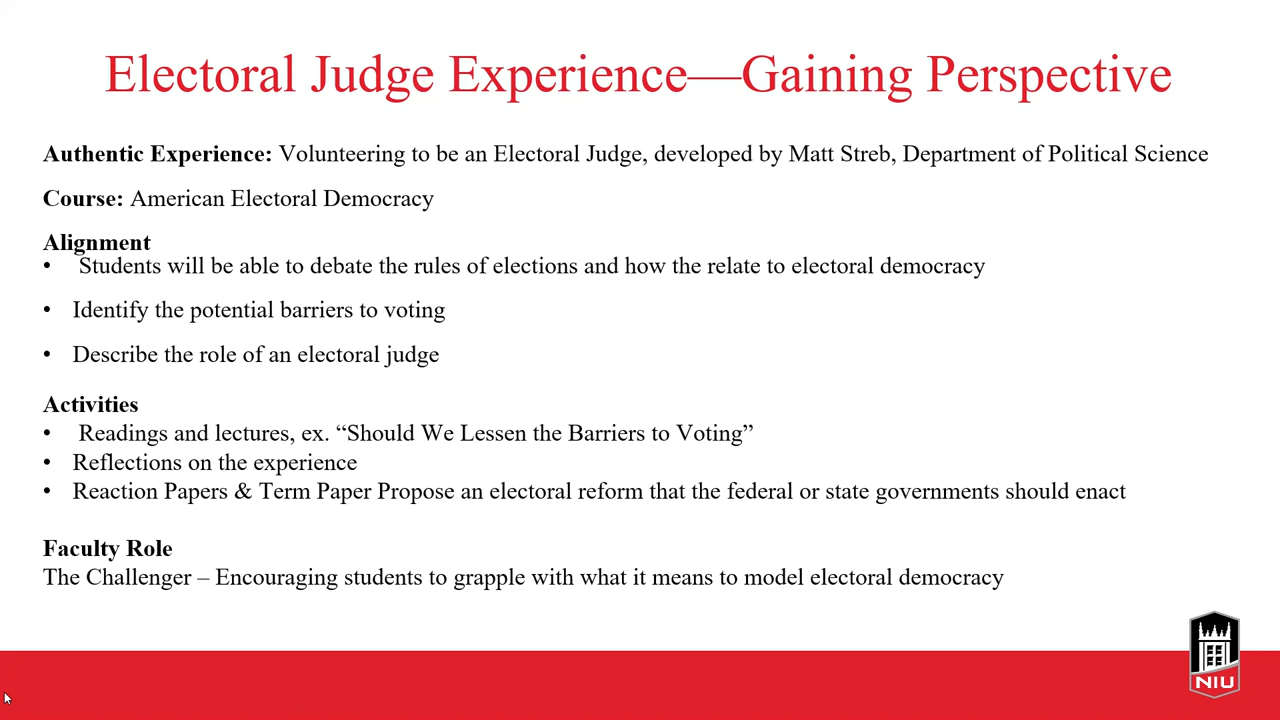 Electoral Judge Experience—Gaining Perspective
Authentic Experience: Volunteering to be an Electoral Judge, developed by Matt Streb, Department of Political Science
Course: American Electoral Democracy
Alignment
• Students will be able to debate the rules of elections and how the relate to electoral democracy
• Identify the potential barriers to voting
• Describe the role of an electoral judge
Activities
• Readings and lectures, ex. “Should We Lessen the Barriers to Voting”
• Reflections on the experience
• Reaction Papers & Term Paper Propose an electoral reform that the federal or state governments should enact
Faculty Role
The Challenger – Encouraging students to grapple with what it means to model electoral democracy
NIU